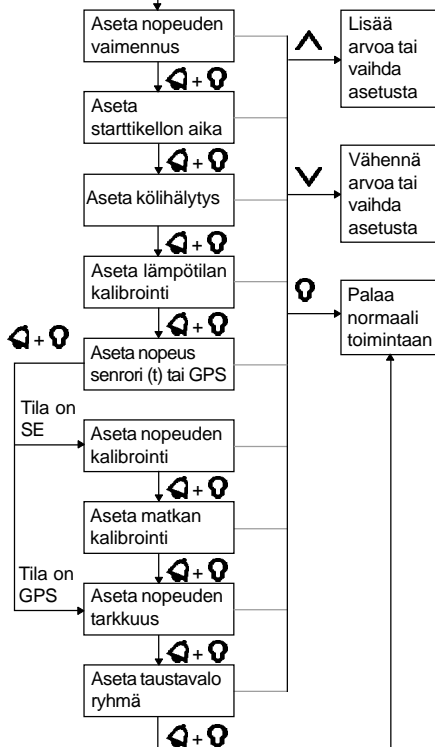 Aseta nopeuden
vaimennus
+
Aseta
starttikellon aika
+
Aseta kölihälytys
+
Aseta lämpötilan
kalibrointi
+
+
Aseta nopeus
senrori (t) tai GPS
Tila on
SE
Aseta nopeuden
kalibrointi
+
Aseta matkan
kalibrointi
+
Tila on
GPS
Aseta nopeuden
tarkkuus
+
Aseta taustavalo
ryhmä
+
Lisää
arvoa tai
vaihda
asetusta
Vähennä
arvoa tai
vaihda
asetusta
Palaa
normaali
toimintaan